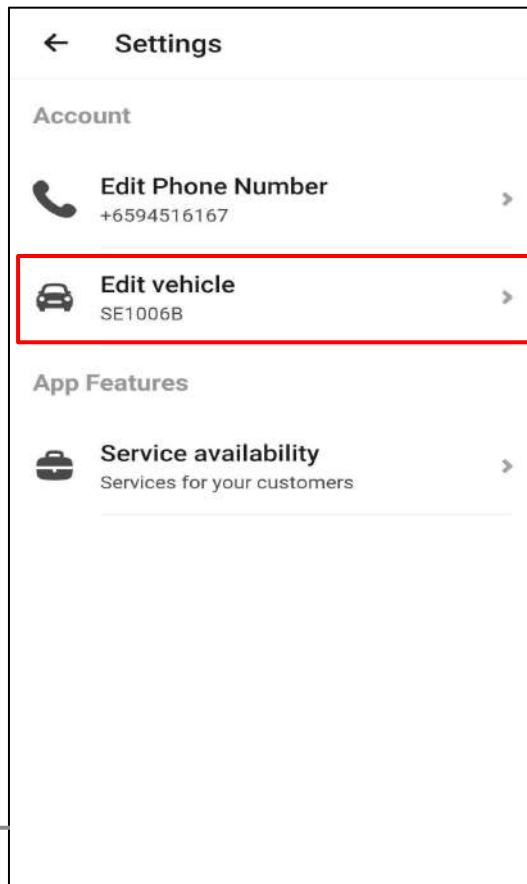 Settings
Account
Edit Phone Number
+6594516167
Edit vehicle
SE1006B
App Features
Service availability
Services for your customers